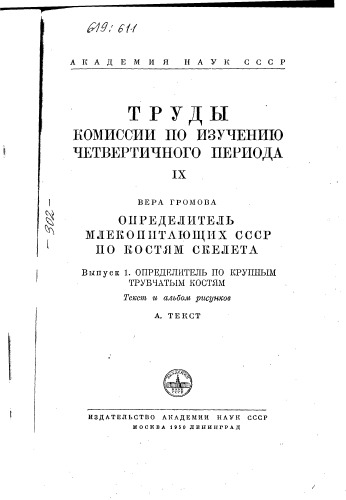 619:611
АКАДЕМИЯ НАУК СССР
ТРУДЫ
КОМИССИИ ПО ИЗУЧЕНИЮ
ЧЕТВЕРТИЧНОГО ПЕРИОДА
IX
ВЕРА ГРОМОВА
ОПРЕДЕЛИТЕЛЬ
МЛЕКОПИТАЮЩИХ СССР
ПО КОСТЯМ СКЕЛЕТА
Выпуск 1. ОПРЕДЕЛИТЕЛЬ ПО КРУПНЫМ
ТРУБЧАТЫМ КОСТЯМ
Текст и альбом рисунков
А. ТЕКСТ
ИЗДАТЕЛЬСТВО АКАДЕМИИ НАУК СССР
МОСКВА 1950 ЛЕНИНГРАД
-302-